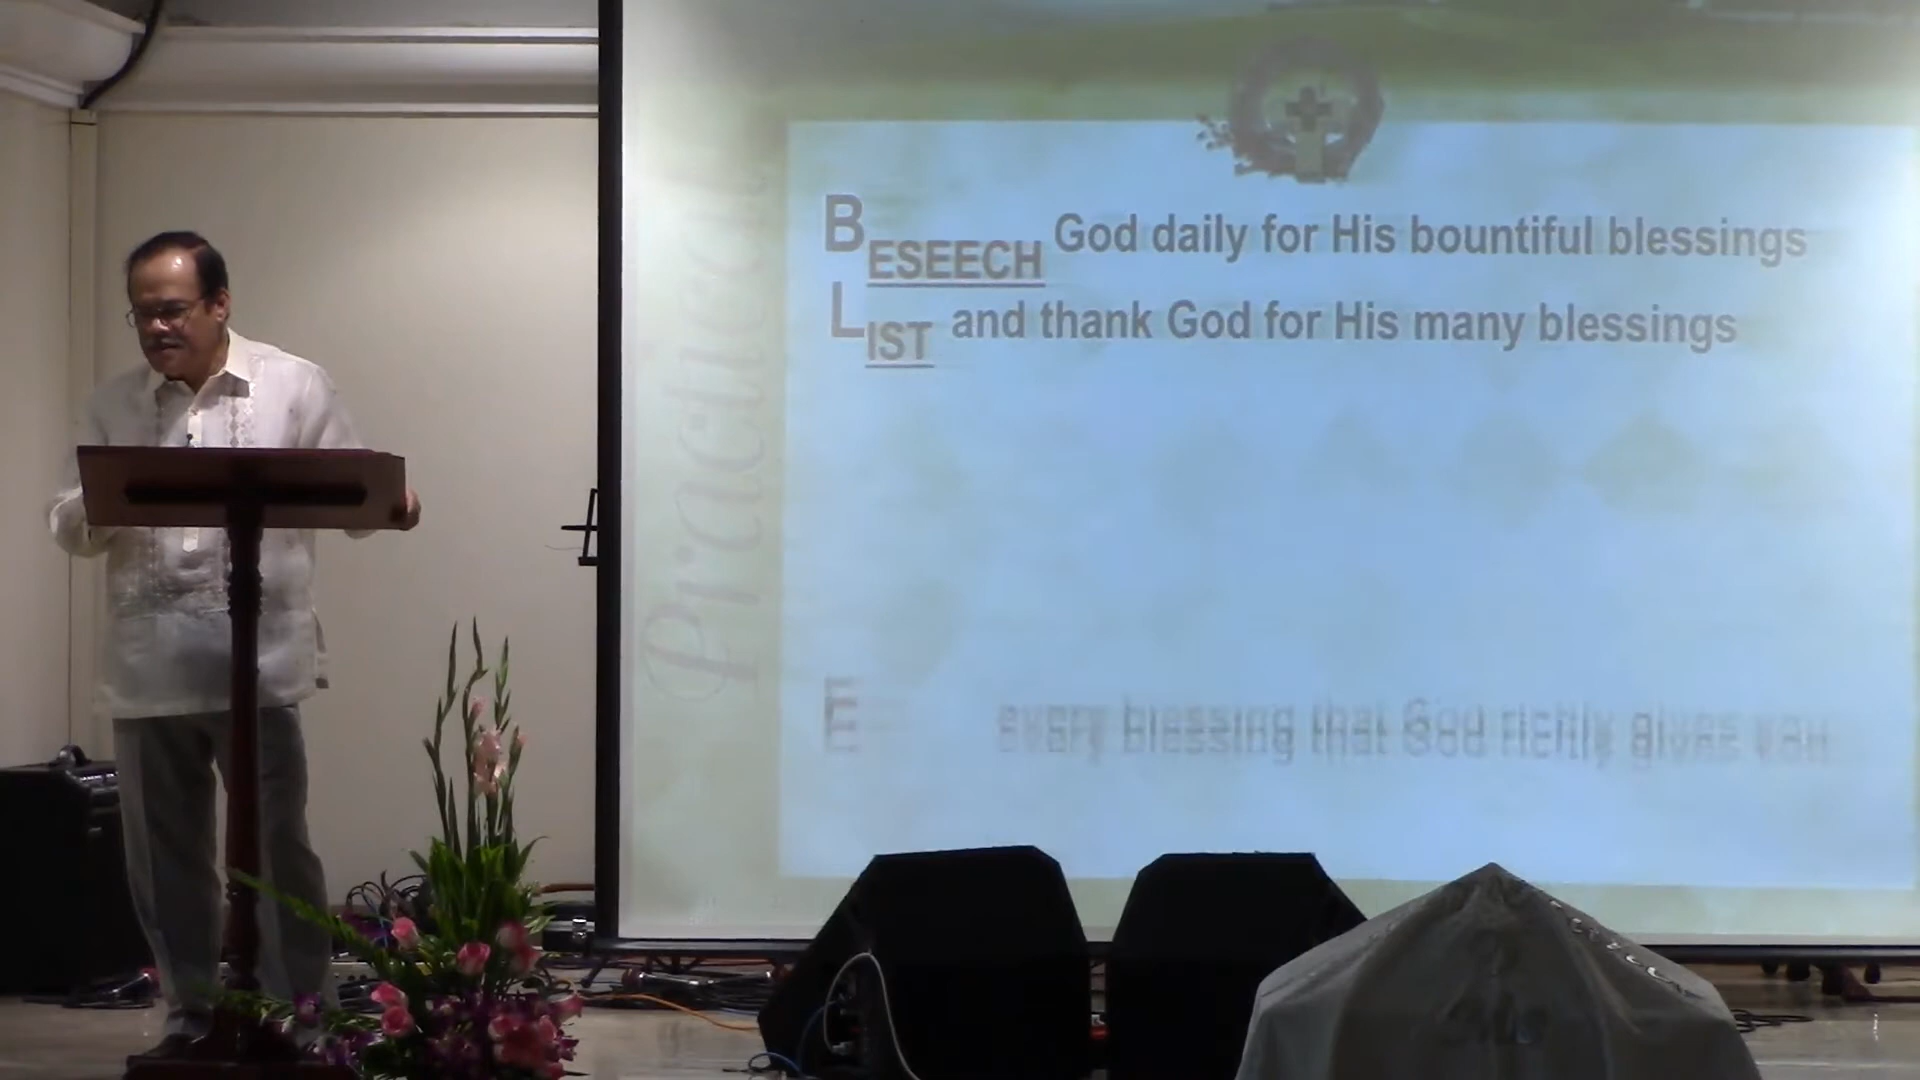 BESEECH God daily for His bountiful blessings
LIST and thank God for His many blessings
E every blessing that God richly gives you
Practical